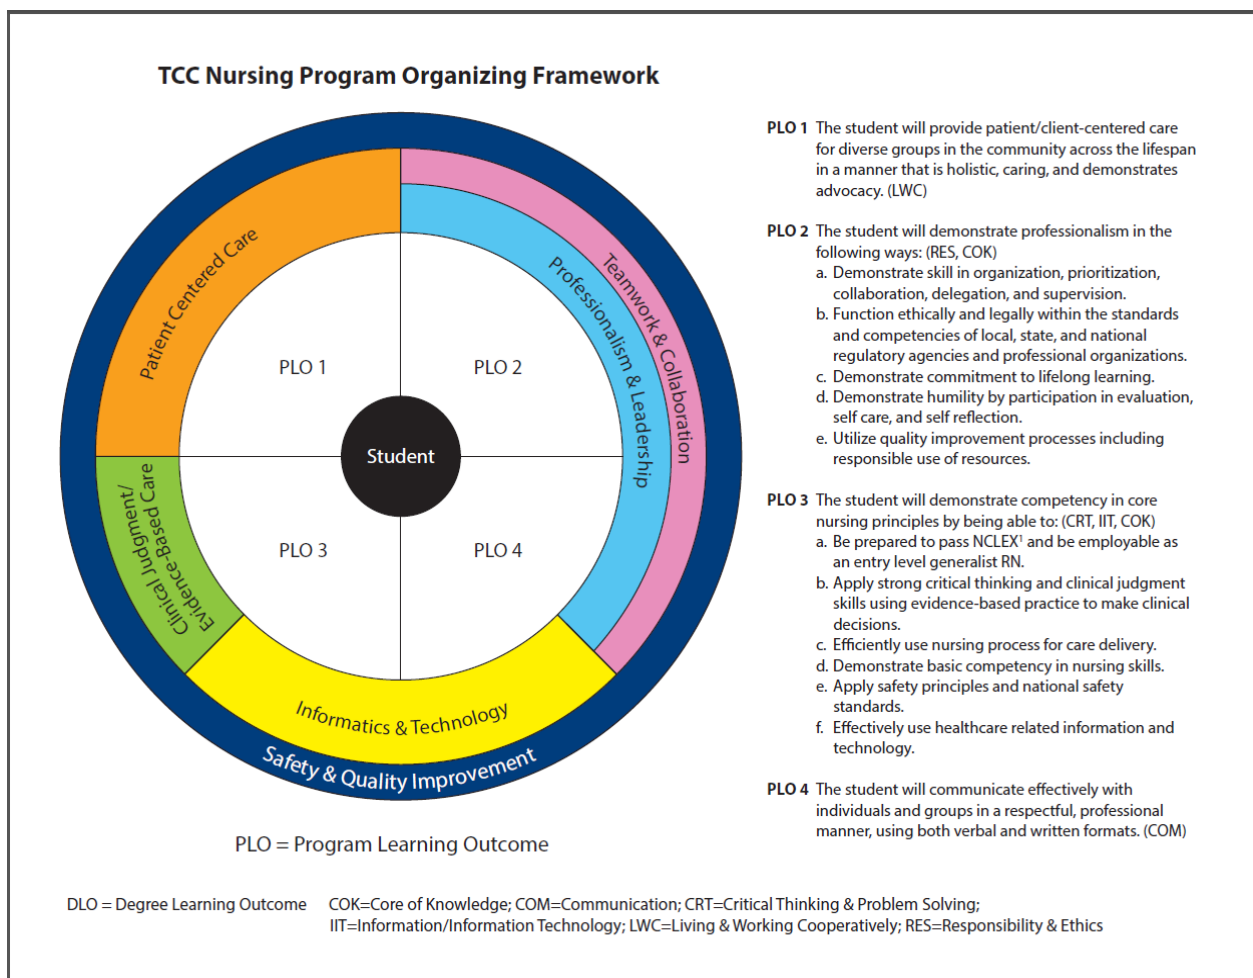 TCC Nursing Program Organizing Framework
Patient Centered Care
Teamwork & Collaboration
Professionalism & Leadership
PLO 1
PLO 2
Student
PLO 3
PLO 4
Clinical Judgment/
Evidence-Based Care
Informatics & Technology
Safety & Quality Improvement
PLO = Program Learning Outcome
PLO 1 The student will provide patient/client-centered care
for diverse groups in the community across the lifespan
in a manner that is holistic, caring, and demonstrates
advocacy. (LWC)
PLO 2 The student will demonstrate professionalism in the
following ways: (RES, COK)
a. Demonstrate skill in organization, prioritization,
collaboration, delegation, and supervision.
b. Function ethically and legally within the standards
and competencies of local, state, and national
regulatory agencies and professional organizations.
c. Demonstrate commitment to lifelong learning.
d. Demonstrate humility by participation in evaluation,
self care, and self reflection.
e. Utilize quality improvement processes including
responsible use of resources.
PLO 3 The student will demonstrate competency in core
nursing principles by being able to: (CRT, IIT, COK)
a. Be prepared to pass NCLEX¹ and be employable as
an entry level generalist RN.
b. Apply strong critical thinking and clinical judgment
skills using evidence-based practice to make clinical
decisions.
c. Efficiently use nursing process for care delivery.
d. Demonstrate basic competency in nursing skills.
e. Apply safety principles and national safety
standards.
f. Effectively use healthcare related information and
technology.
PLO 4 The student will communicate effectively with
individuals and groups in a respectful, professional
manner, using both verbal and written formats. (COM)
DLO = Degree Learning Outcome COK=Core of Knowledge; COM=Communication; CRT=Critical Thinking & Problem Solving;
IIT=Information/Information Technology; LWC=Living & Working Cooperatively; RES=Responsibility & Ethics